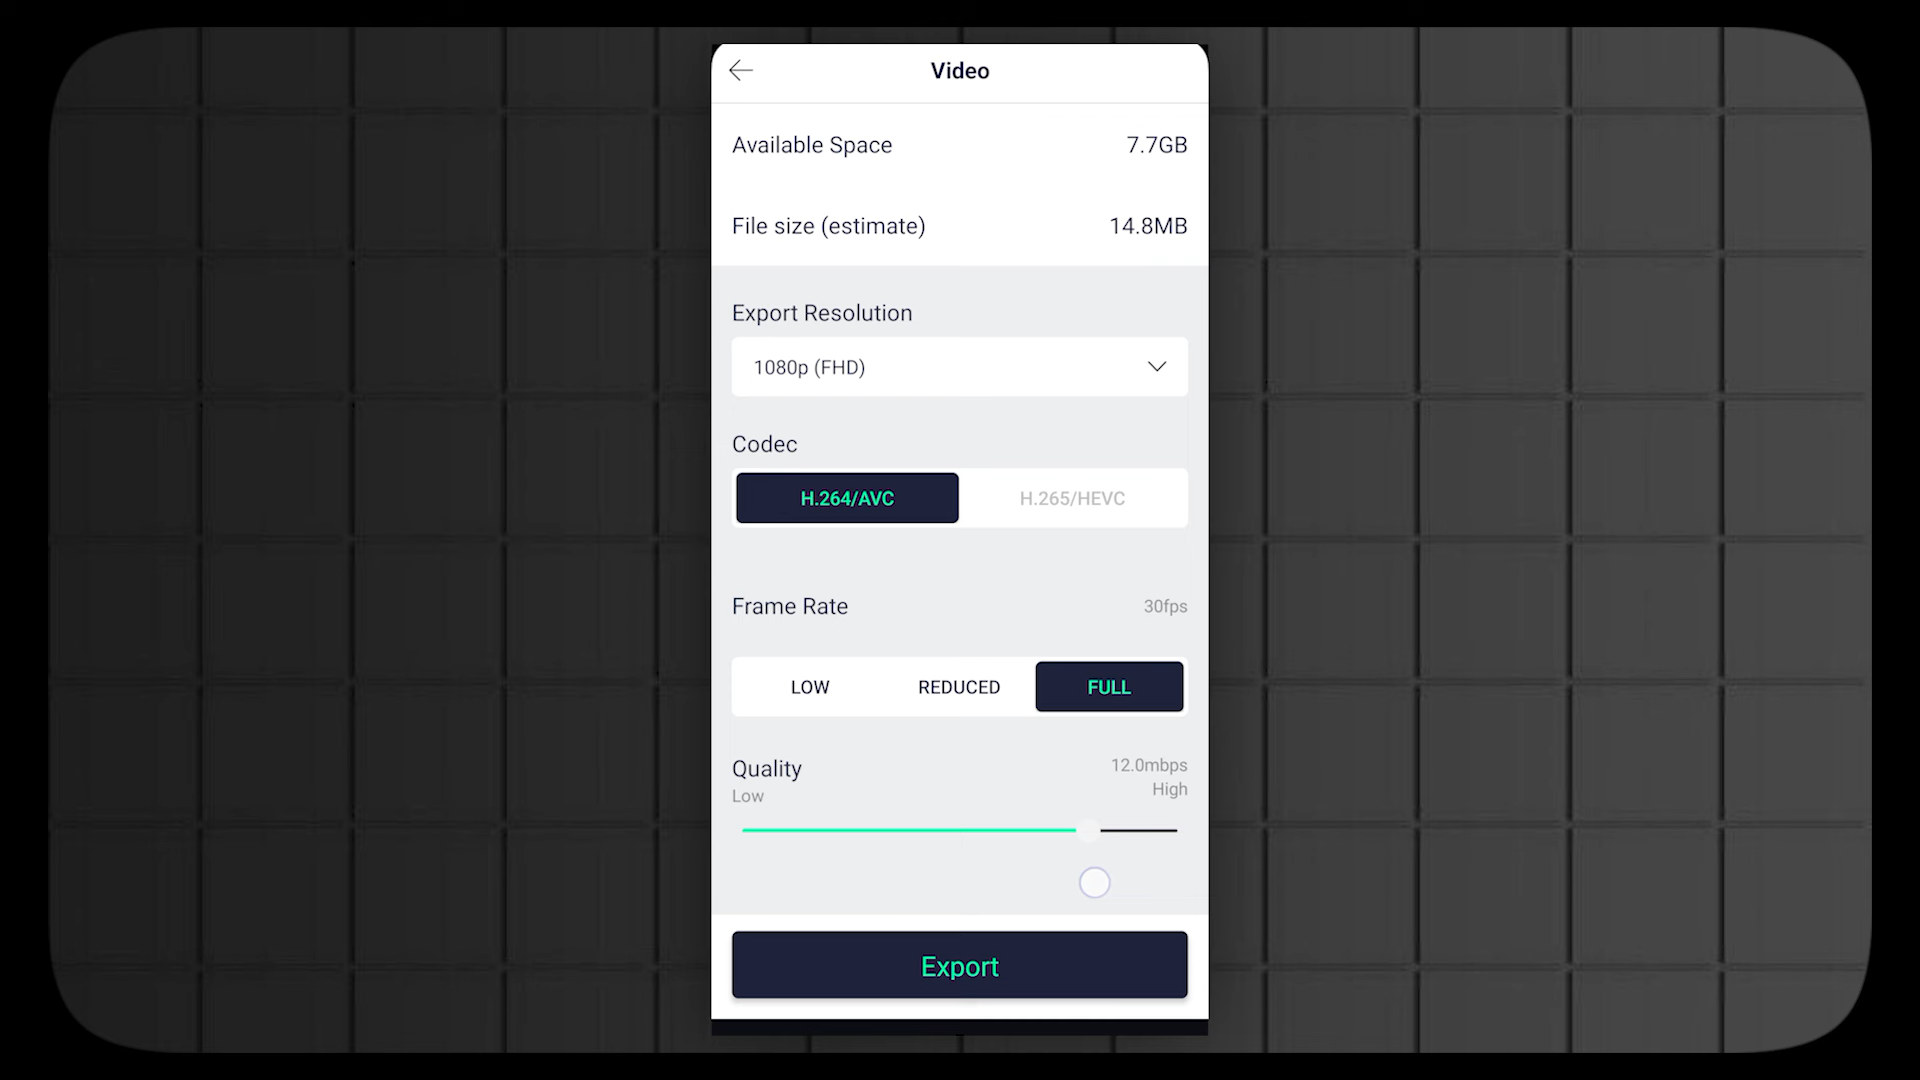 Video
Available Space 7.7GB
File size (estimate) 14.8MB
Export Resolution
1080p (FHD)
Codec
H.264/AVC H.265/HEVC
Frame Rate 30fps
LOW REDUCED FULL
Quality 12.0mbps
Low High
Export